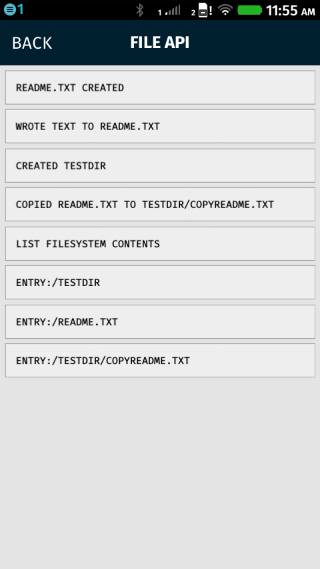 1 1 2 ! 11:55 AM
BACK FILE API
README.TXT CREATED
WROTE TEXT TO README.TXT
CREATED TESTDIR
COPIED README.TXT TO TESTDIR/COPYREADME.TXT
LIST FILESYSTEM CONTENTS
ENTRY:/TESTDIR
ENTRY:/README.TXT
ENTRY:/TESTDIR/COPYREADME.TXT